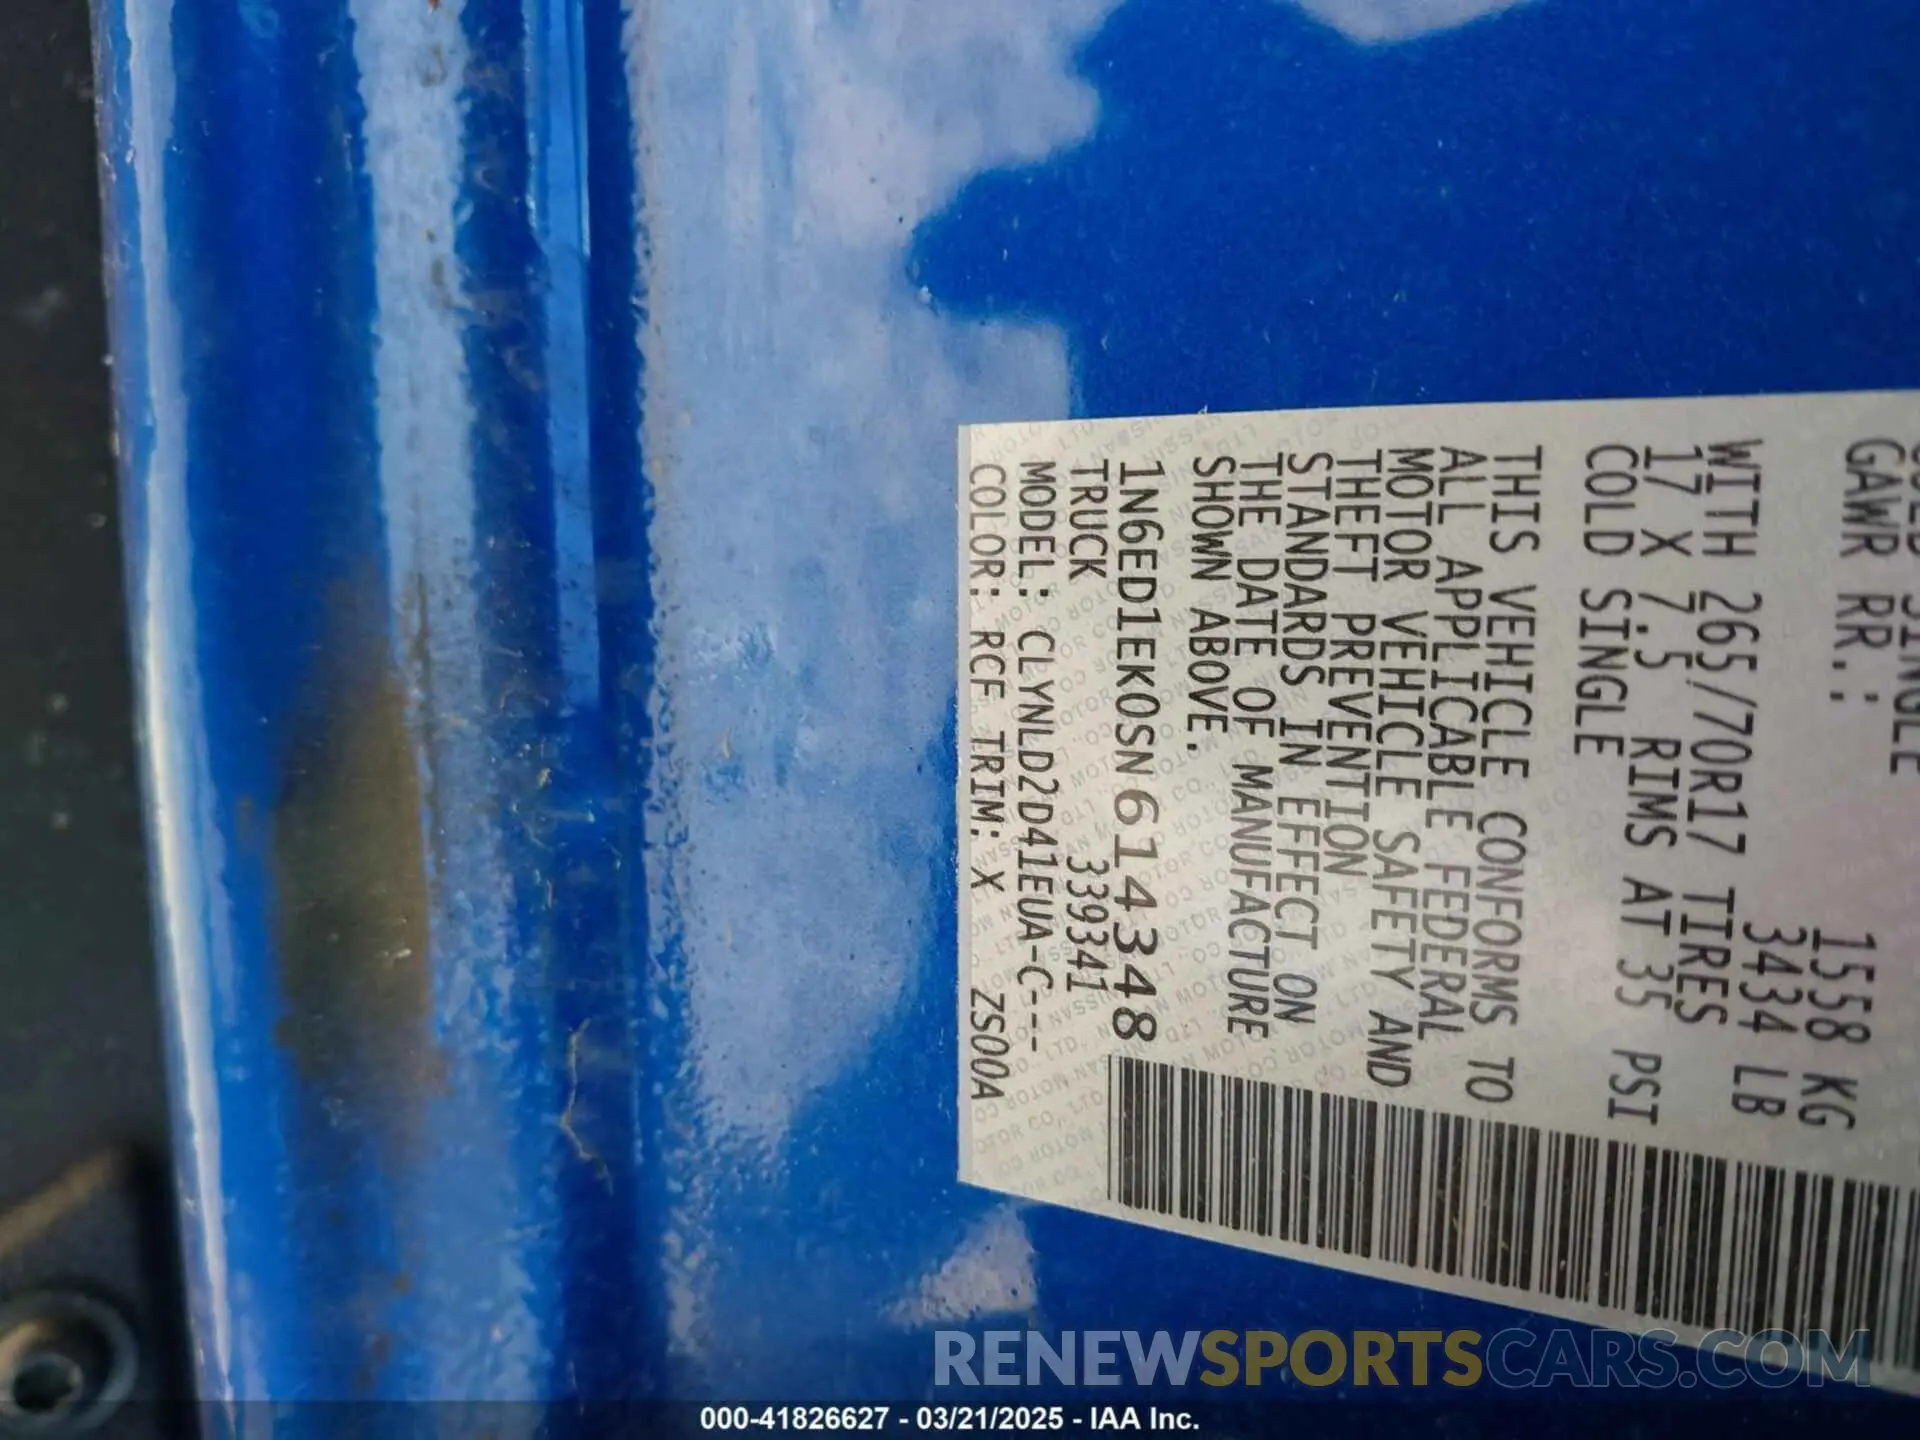 USED SINGLE
GAWR RR.: 1558 KG
3434 LB
WITH 265/70R17 TIRES
17 X 7.5 RIMS AT 35 PSI
COLD SINGLE
THIS VEHICLE CONFORMS TO
ALL APPLICABLE FEDERAL
MOTOR VEHICLE SAFETY AND
THEFT PREVENTION
STANDARDS IN EFFECT ON
THE DATE OF MANUFACTURE
SHOWN ABOVE.
1N6ED1EK0SN614348
TRUCK 339341
MODEL: CLYNLD2D41EUA-C---
COLOR: RCF TRIM: X ZS00A
RENEWSPORTSCARS.COM
000-41826627 - 03/21/2025 - IAA Inc.